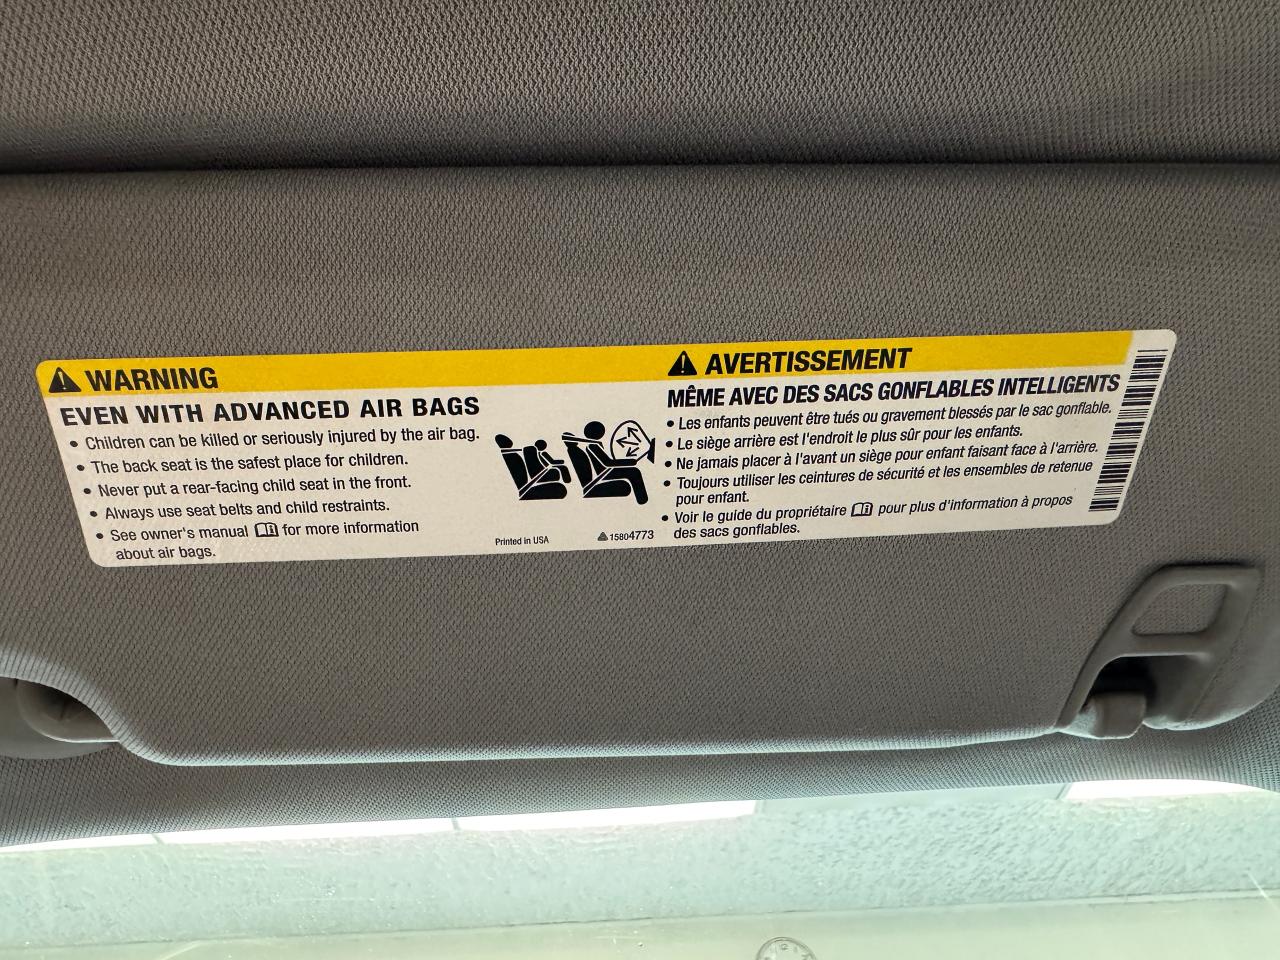 WARNING
EVEN WITH ADVANCED AIR BAGS
• Children can be killed or seriously injured by the air bag.
• The back seat is the safest place for children.
• Never put a rear-facing child seat in the front.
• Always use seat belts and child restraints.
• See owner's manual for more information
about air bags.
Printed in USA
15804773
AVERTISSEMENT
MÊME AVEC DES SACS GONFLABLES INTELLIGENTS
• Les enfants peuvent être tués ou gravement blessés par le sac gonflable.
• Le siège arrière est l'endroit le plus sûr pour les enfants.
• Ne jamais placer à l'avant un siège pour enfant faisant face à l'arrière.
• Toujours utiliser les ceintures de sécurité et les ensembles de retenue
pour enfant.
• Voir le guide du propriétaire pour plus d'information à propos
des sacs gonflables.